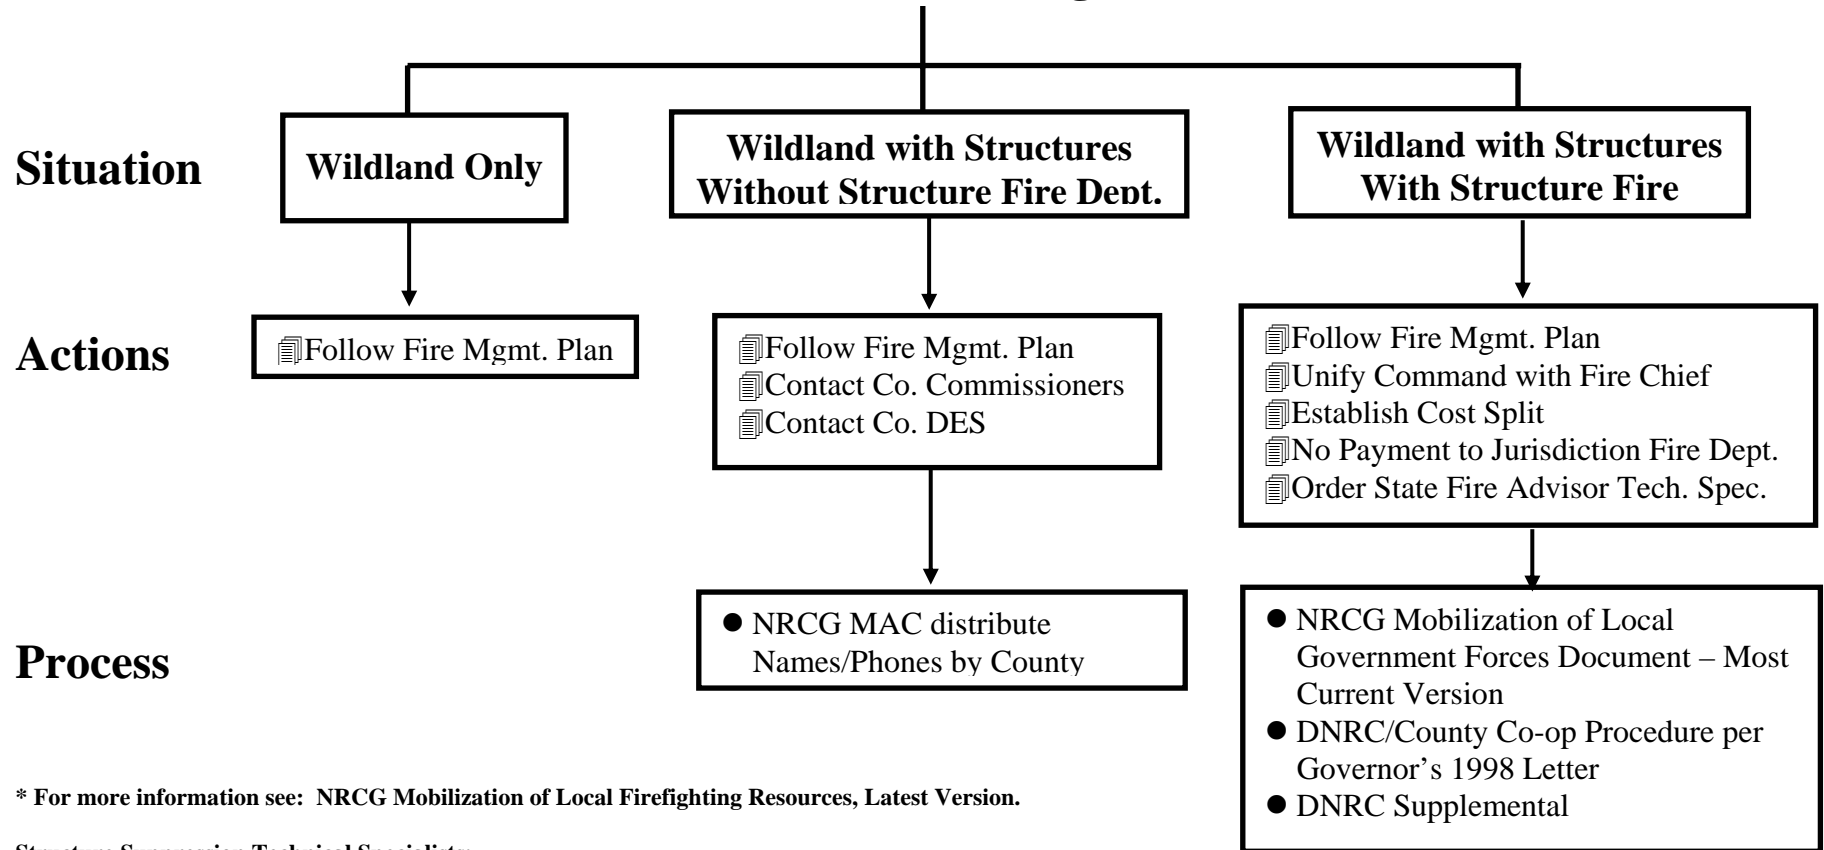 Situation
Wildland Only
Wildland with Structures
Without Structure Fire Dept.
Wildland with Structures
With Structure Fire
Actions
Follow Fire Mgmt. Plan
Follow Fire Mgmt. Plan
Contact Co. Commissioners
Contact Co. DES
Follow Fire Mgmt. Plan
Unify Command with Fire Chief
Establish Cost Split
No Payment to Jurisdiction Fire Dept.
Order State Fire Advisor Tech. Spec.
Process
● NRCG MAC distribute
Names/Phones by County
● NRCG Mobilization of Local
Government Forces Document – Most
Current Version
● DNRC/County Co-op Procedure per
Governor's 1998 Letter
● DNRC Supplemental
* For more information see: NRCG Mobilization of Local Firefighting Resources, Latest Version.
Structure Suppression Technical Specialists: